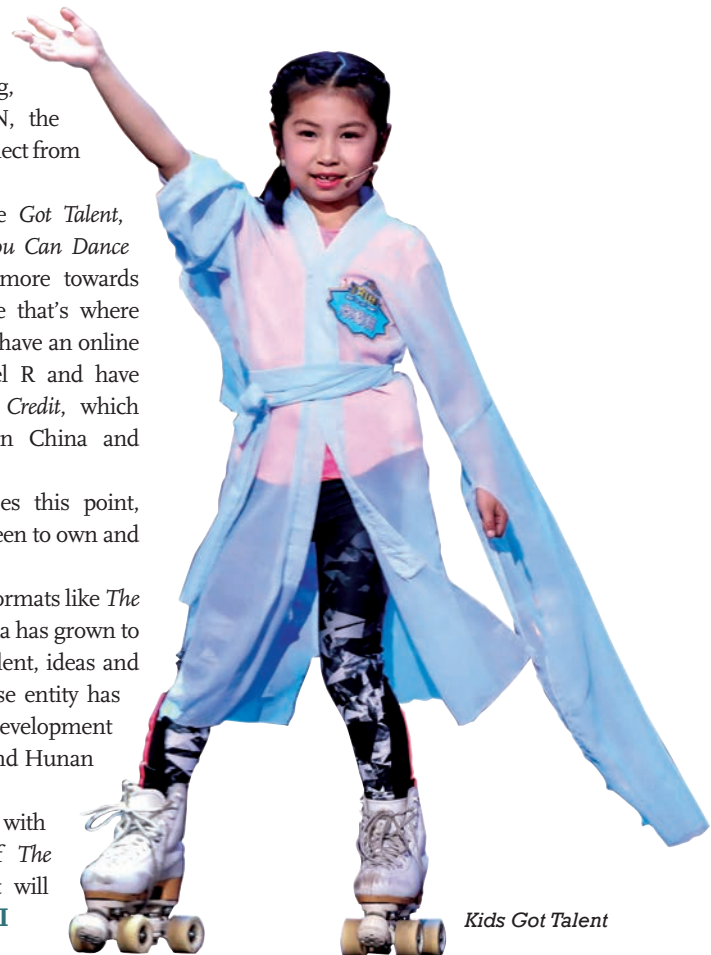 g,
N, the
lect from
e Got Talent,
ou Can Dance
more towards
e that's where
have an online
el R and have
Credit, which
n China and
es this point,
een to own and
ormats like The
a has grown to
lent, ideas and
se entity has
evelopment
nd Hunan
with
f The
t will
I
Kids Got Talent